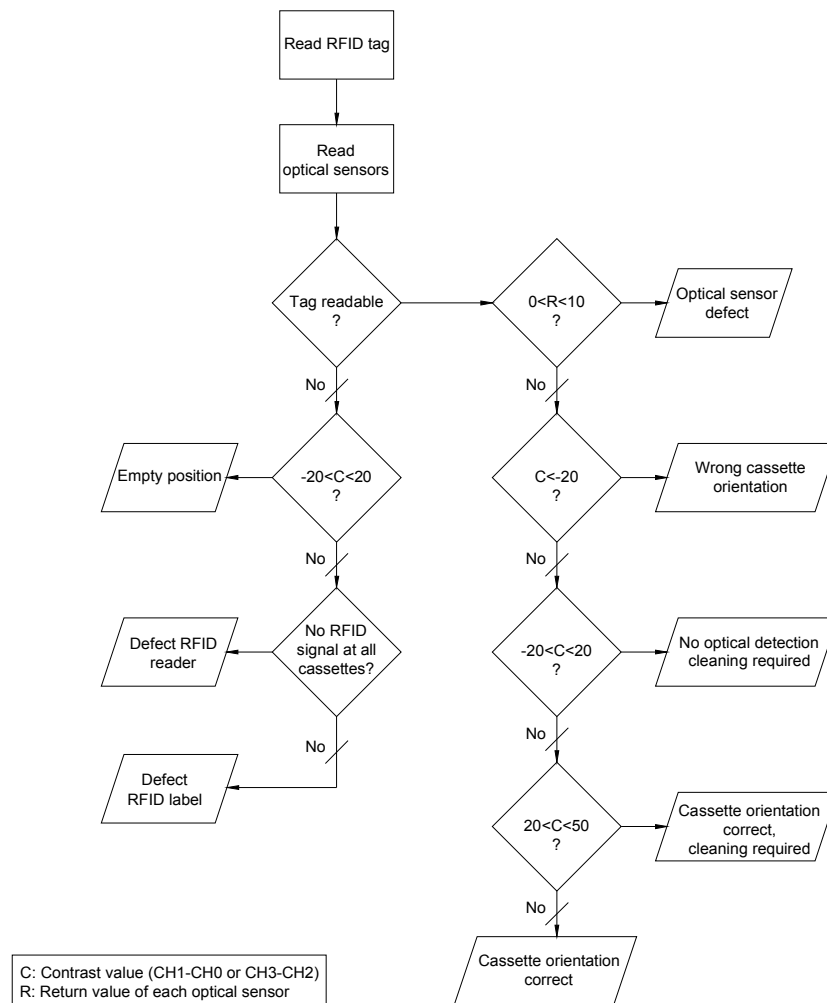 Read RFID tag
Read
optical sensors
Tag readable
?
0<R<10
?
Optical sensor
defect
No
No
Empty position
-20<C<20
?
C<-20
?
Wrong cassette
orientation
No
No
Defect RFID
reader
No RFID
signal at all
cassettes?
-20<C<20
?
No optical detection
cleaning required
No
No
Defect
RFID label
20<C<50
?
Cassette orientation
correct,
cleaning required
No
Cassette orientation
correct
C: Contrast value (CH1-CH0 or CH3-CH2)
R: Return value of each optical sensor